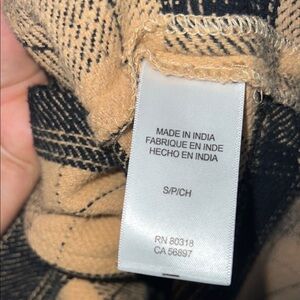 MADE IN INDIA
FABRIQUE EN INDE
HECHO EN INDIA
S/P/CH
RN 80318
CA 56897